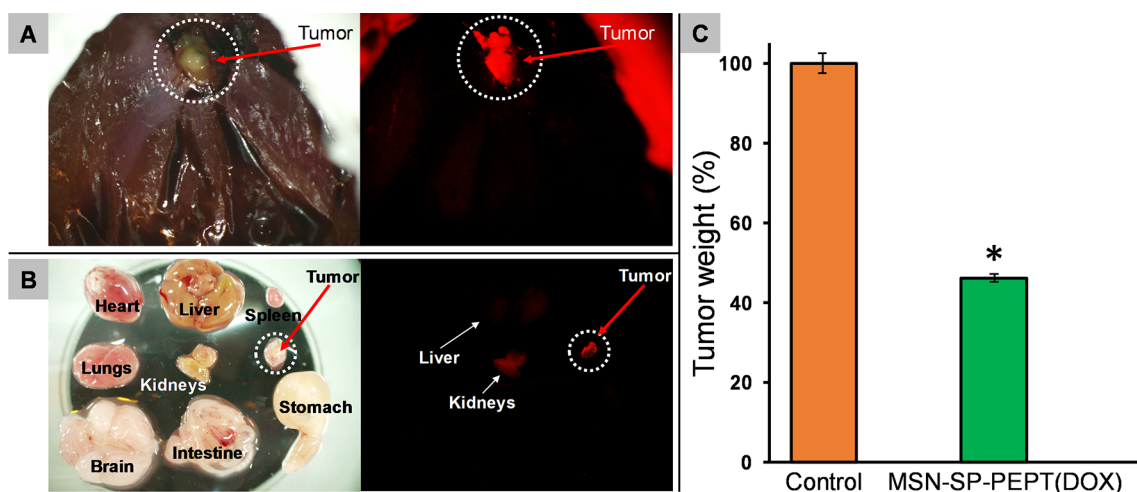 A
Tumor
Tumor
B
Heart
Liver
Spleen
Tumor
Lungs
Kidneys
Stomach
Brain
Intestine
Tumor
Liver
Kidneys
C
Tumor weight (%)
100
80
60
*
40
20
0
Control
MSN-SP-PEPT(DOX)